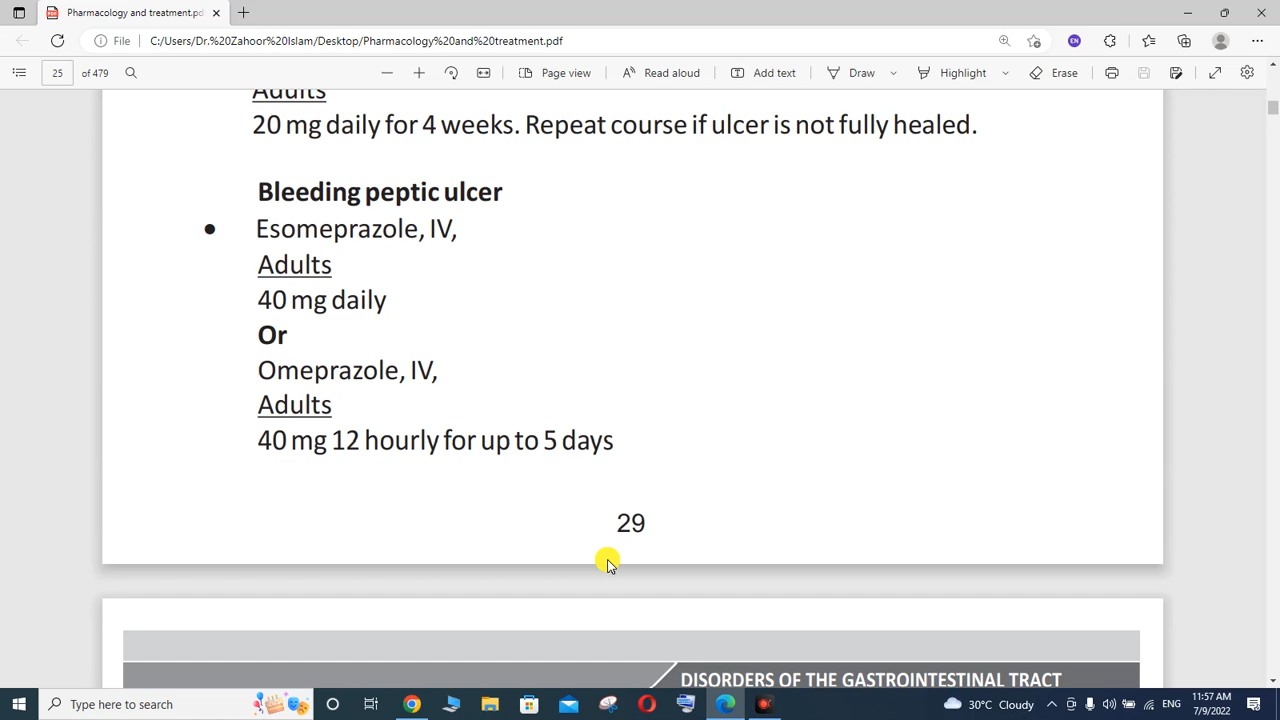 Pharmacology and treatment.pd
File
C:/Users/Dr.%20Zahoor%20Islam/Desktop/Pharmacology%20and%20treatment.pdf
EN
25 of 479
Page view
Read aloud
Add text
Draw
Highlight
Erase
Adults
20 mg daily for 4 weeks. Repeat course if ulcer is not fully healed.
Bleeding peptic ulcer
● Esomeprazole, IV,
Adults
40 mg daily
Or
Omeprazole, IV,
Adults
40 mg 12 hourly for up to 5 days
29
DISORDERS OF THE GASTROINTESTINAL TRACT
Type here to search
30°C Cloudy
ENG
11:57 AM
7/9/2022